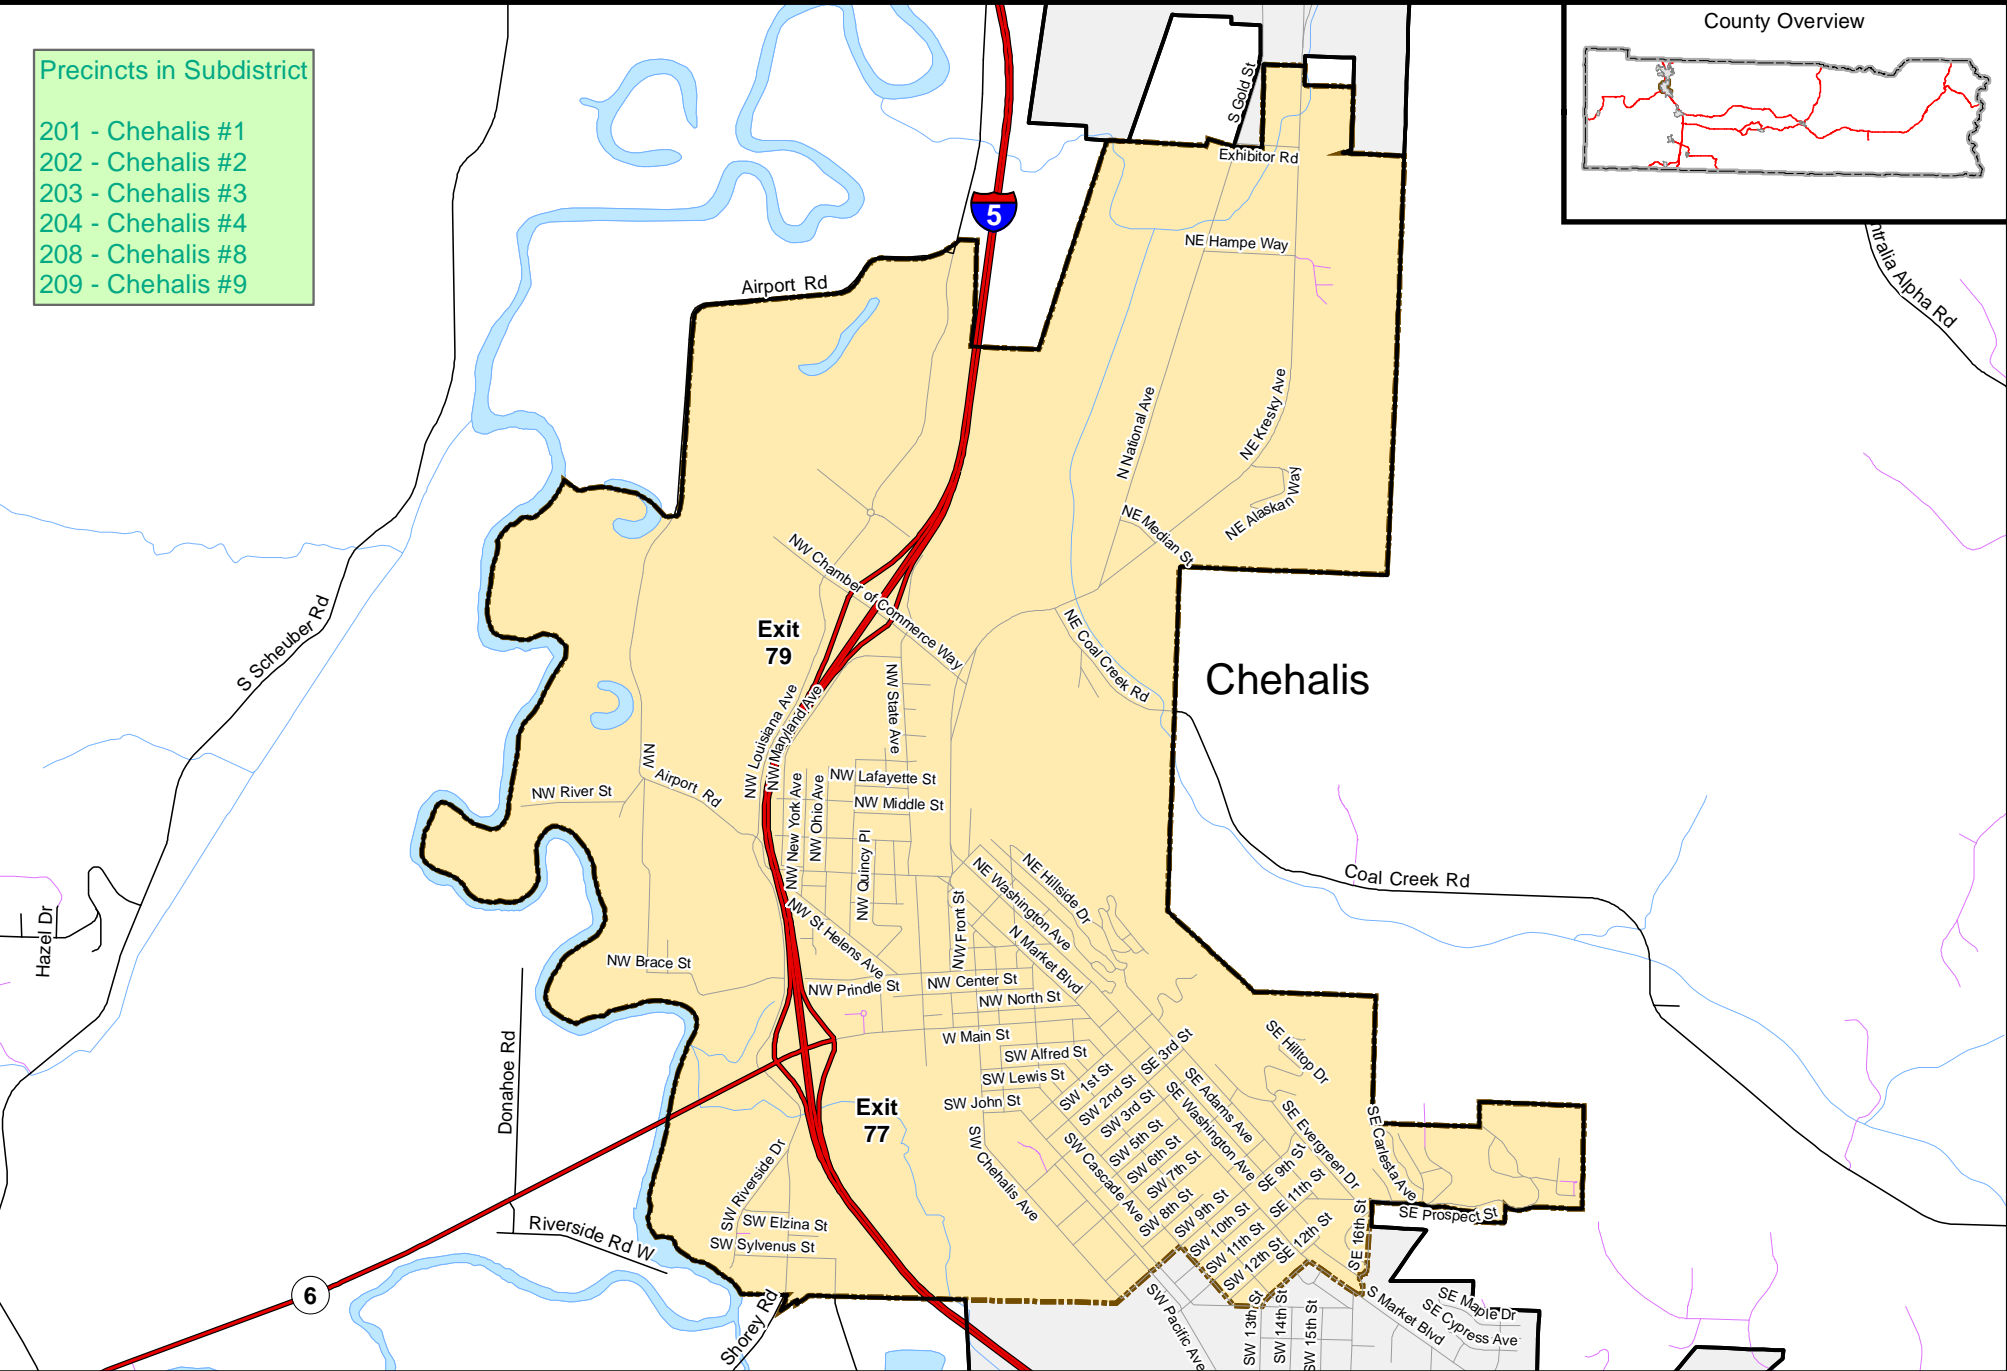 Precincts in Subdistrict
201 - Chehalis #1
202 - Chehalis #2
203 - Chehalis #3
204 - Chehalis #4
208 - Chehalis #8
209 - Chehalis #9
County Overview
S Gold St
Exhibitor Rd
5
NE Hampe Way
Airport Rd
ntralia Alpha Rd
N National Ave
NE Kresky Ave
NE Alaskan Way
NE Median St
NW Chamber of Commerce Way
S Scheuber Rd
Exit
79
NE Coal Creek Rd
Chehalis
NW State Ave
NW Louisiana Ave
NW Maryland Ave
NW Airport Rd
NW River St
NW New York Ave
NW Ohio Ave
NW Lafayette St
NW Middle St
NW Quincy Pl
Coal Creek Rd
NE Hillside Dr
NE Washington Ave
N Market Blvd
NW Front St
NW St Helens Ave
Hazel Dr
NW Brace St
NW Prindle St
NW Center St
NW North St
W Main St
Donahoe Rd
SW Alfred St
SW Lewis St
SW John St
SW 1st St
SW 2nd St
SE 3rd St
SW 3rd St
SW 5th St
SW 6th St
SW 7th St
SW 8th St
SW 9th St
SW 10th St
SW 11th St
SW 12th St
SE Hilltop Dr
SE Adams Ave
SE Washington Ave
SE Evergreen Dr
SE Carlesta Ave
SE 9th St
SE 11th St
SE 12th St
SE 16th St
SE Prospect St
Exit
77
SW Cascade Ave
SW Chehalis Ave
SW Riverside Dr
SW Elzina St
SW Sylvenus St
Riverside Rd W
6
Shorey Rd
SW Pacific Ave
SW 13th St
SW 14th St
SW 15th St
S Market Blvd
SE Maple Dr
SE Cypress Ave